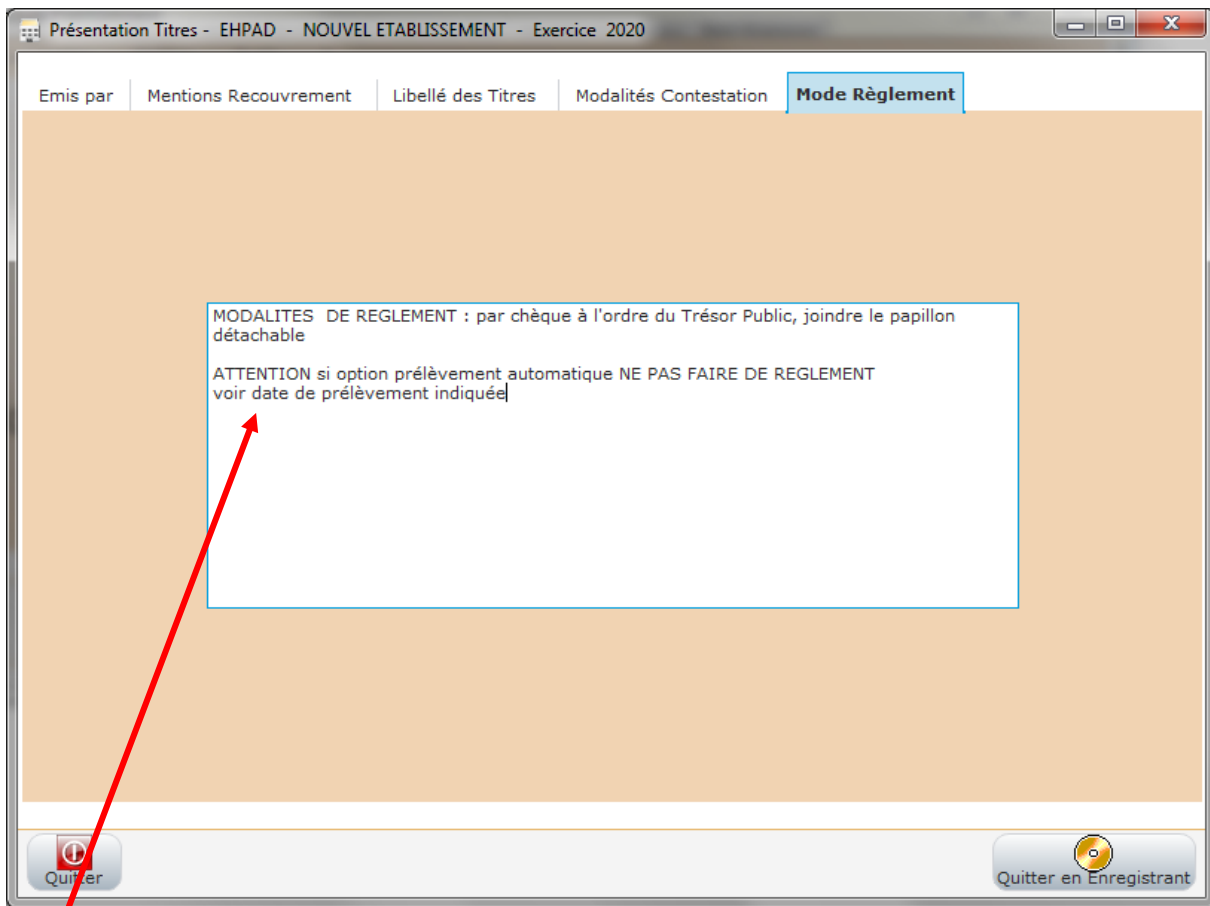 Présentation Titres - EHPAD - NOUVEL ETABLISSEMENT - Exercice 2020
Emis par Mentions Recouvrement Libellé des Titres Modalités Contestation Mode Règlement
MODALITES DE REGLEMENT : par chèque à l'ordre du Trésor Public, joindre le papillon
détachable
ATTENTION si option prélèvement automatique NE PAS FAIRE DE REGLEMENT
voir date de prélèvement indiquée
Quitter Quitter en Enregistrant